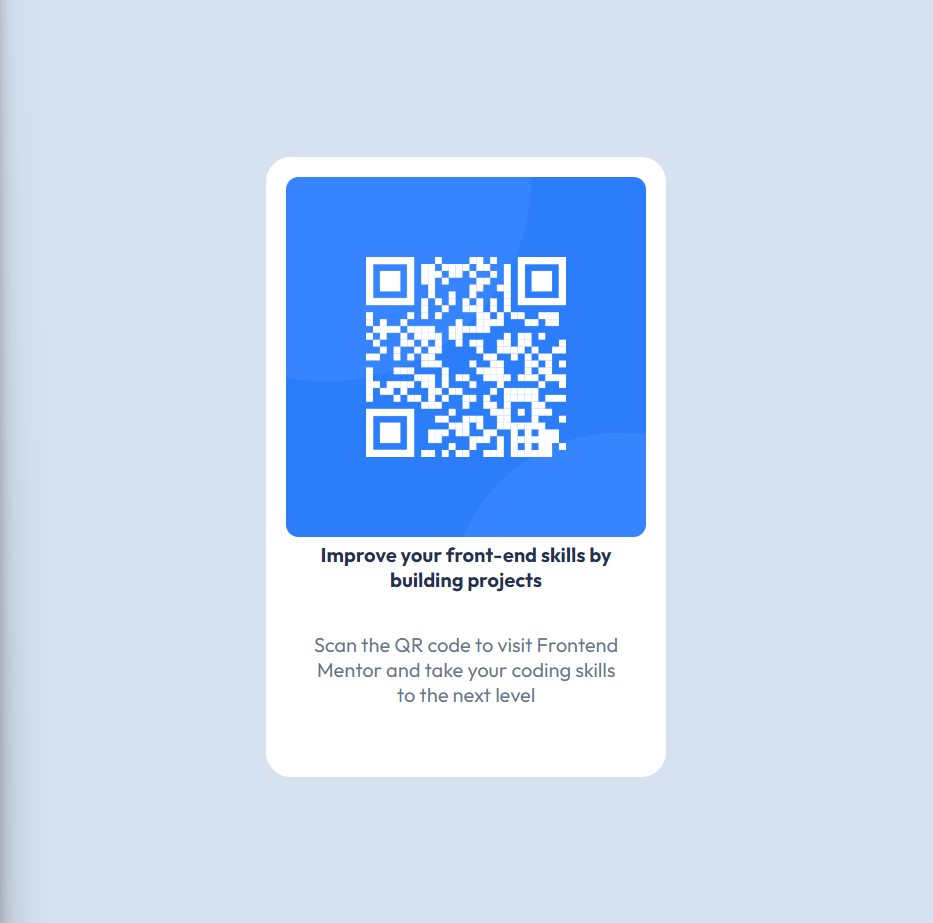 Improve your front-end skills by
building projects
Scan the QR code to visit Frontend
Mentor and take your coding skills
to the next level